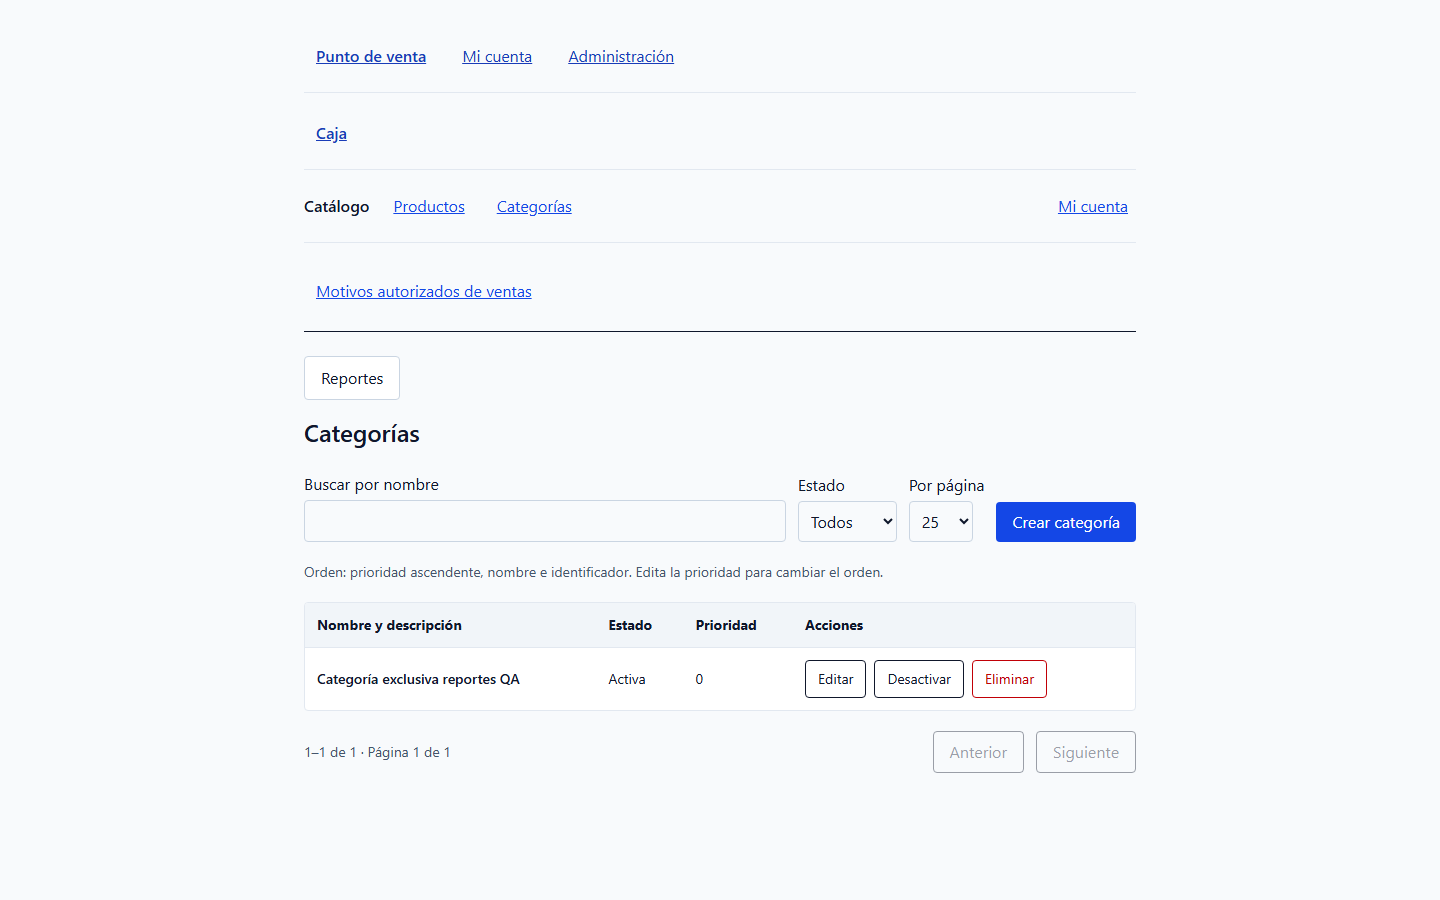 Punto de venta Mi cuenta Administración
Caja
Catálogo Productos Categorías Mi cuenta
Motivos autorizados de ventas
Reportes
Categorías
Buscar por nombre Estado Por página
Todos 25 Crear categoría
Orden: prioridad ascendente, nombre e identificador. Edita la prioridad para cambiar el orden.
Nombre y descripción Estado Prioridad Acciones
Categoría exclusiva reportes QA Activa 0 Editar Desactivar Eliminar
1–1 de 1 · Página 1 de 1 Anterior Siguiente